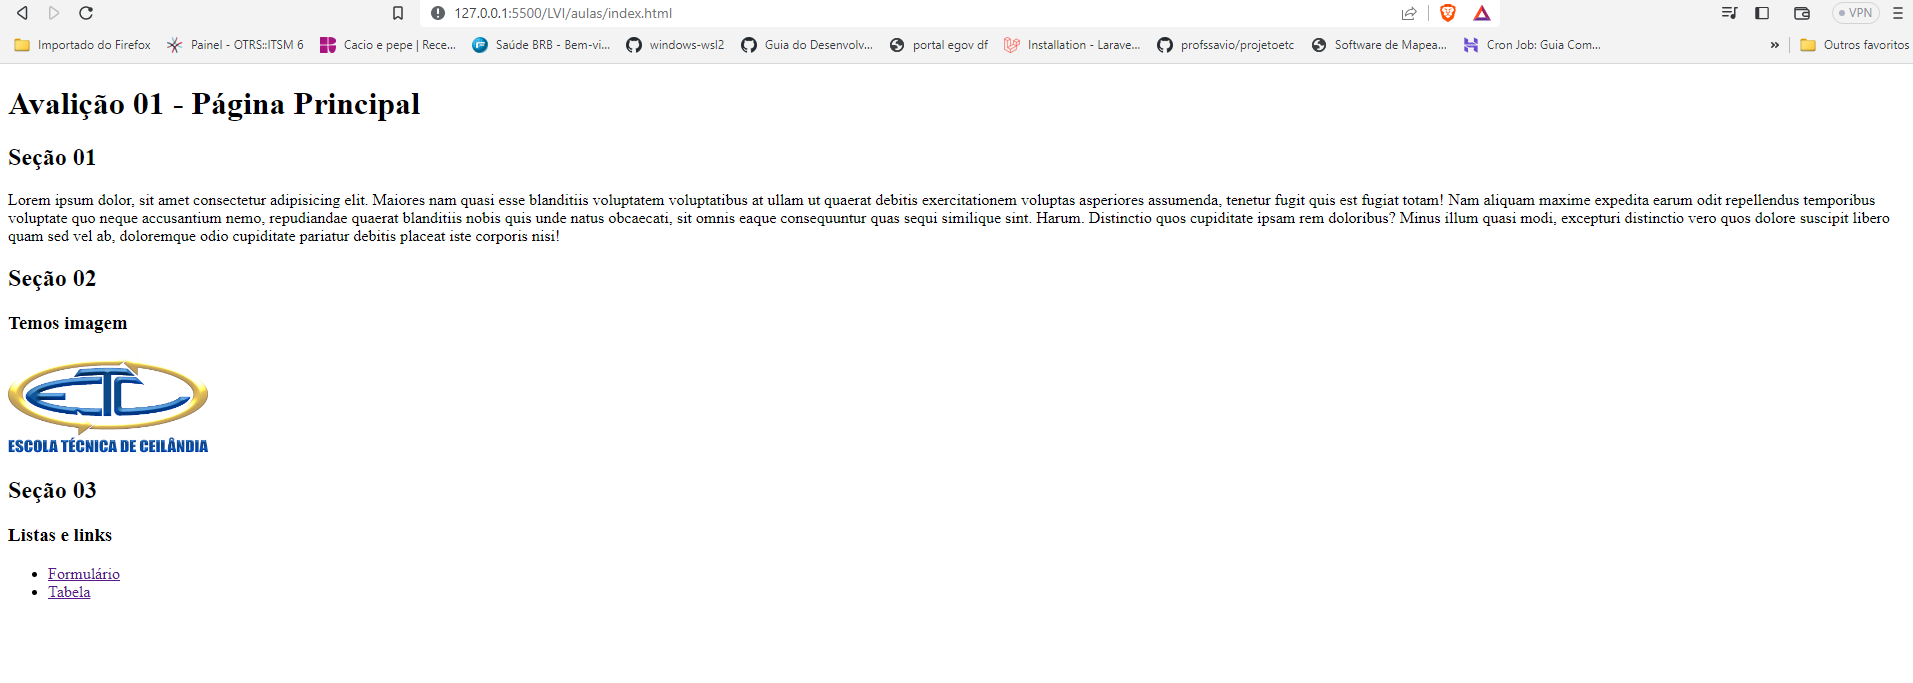 127.0.0.1:5500/LVI/aulas/index.html
VPN
Importado do Firefox
Painel - OTRS::ITSM 6
Cacio e pepe | Rece...
Saúde BRB - Bem-vi...
windows-wsl2
Guia do Desenvolv...
portal egov df
Installation - Larave...
profssavio/projetoetc
Software de Mapea...
Cron Job: Guia Com...
»
Outros favoritos
Avalição 01 - Página Principal
Seção 01
Lorem ipsum dolor, sit amet consectetur adipisicing elit. Maiores nam quasi esse blanditiis voluptatem voluptatibus at ullam ut quaerat debitis exercitationem voluptas asperiores assumenda, tenetur fugit quis est fugiat totam! Nam aliquam maxime expedita earum odit repellendus temporibus
voluptate quo neque accusantium nemo, repudiandae quaerat blanditiis nobis quis unde natus obcaecati, sit omnis eaque consequuntur quas sequi similique sint. Harum. Distinctio quos cupiditate ipsam rem doloribus? Minus illum quasi modi, excepturi distinctio vero quos dolore suscipit libero
quam sed vel ab, doloremque odio cupiditate pariatur debitis placeat iste corporis nisi!
Seção 02
Temos imagem
ETC
ESCOLA TÉCNICA DE CEILÂNDIA
Seção 03
Listas e links
Formulário
Tabela